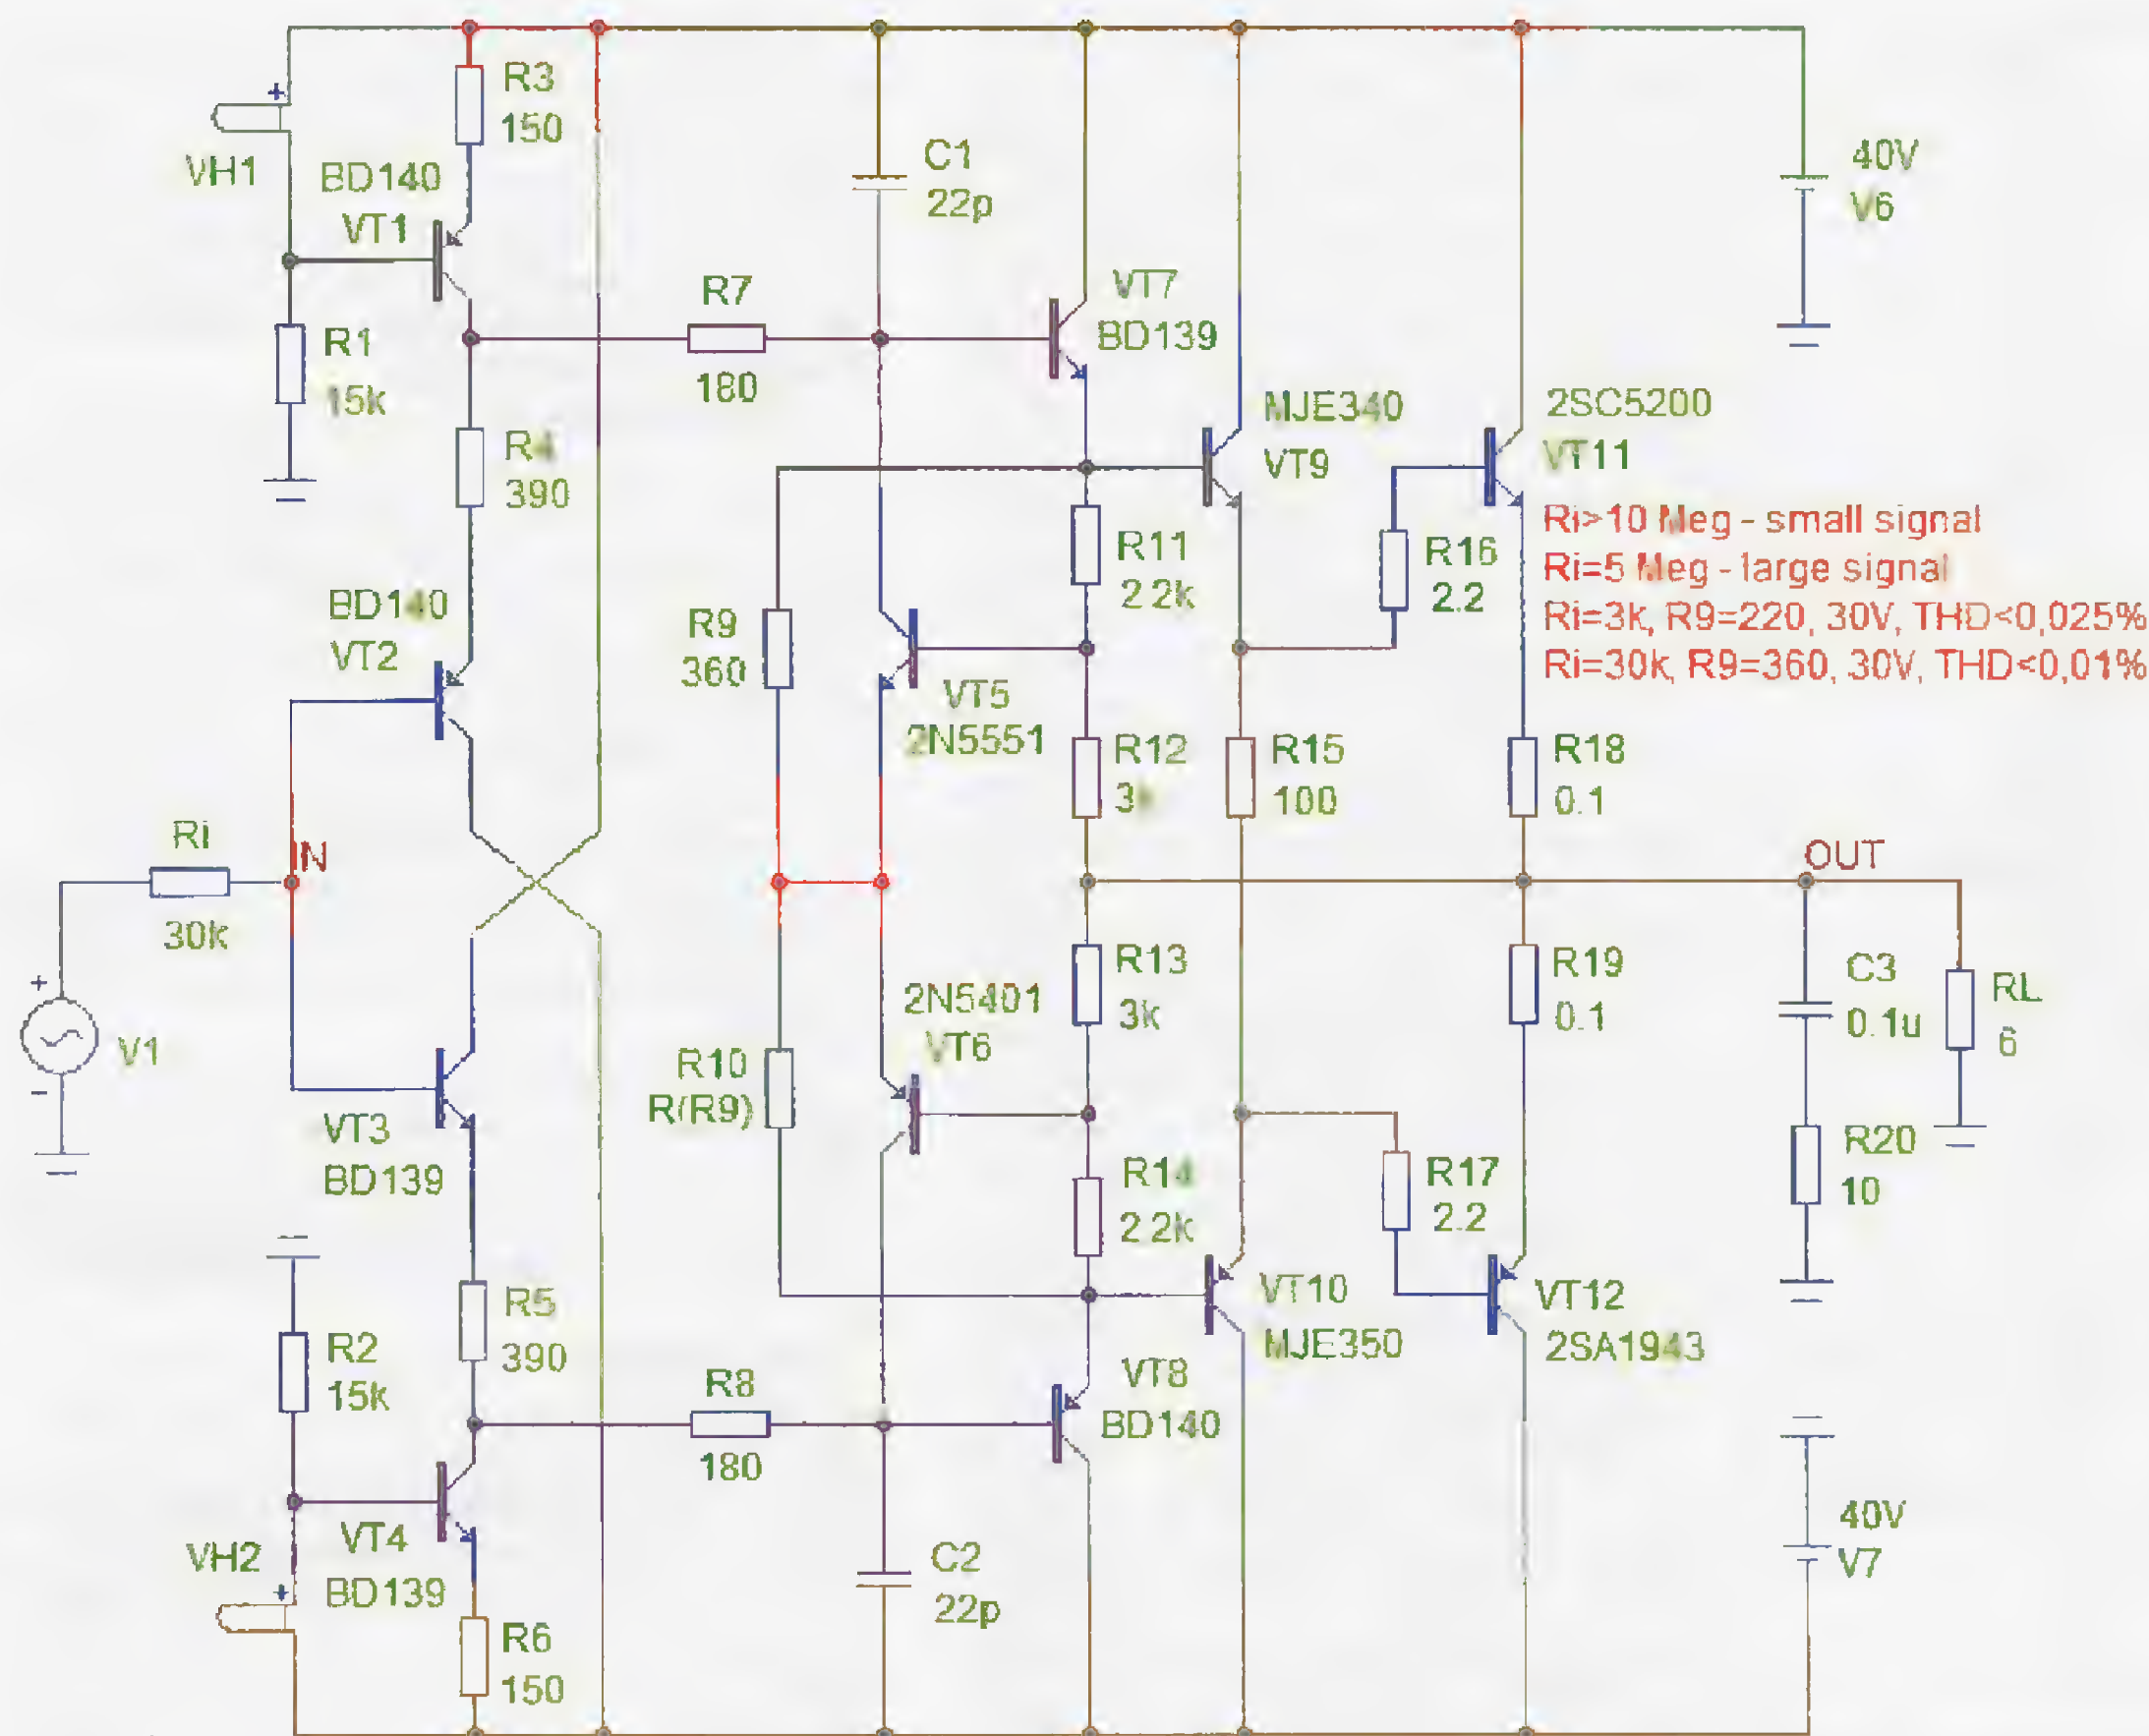 R3
150
+
VH1
BD140
VT1
C1
22p
40V
V6
R1
15k
R7
180
VT7
BD139
R4
390
MJE340
VT9
2SC5200
VT11
Ri>10 Meg - small signal
Ri=5 Meg - large signal
Ri=3k, R9=220, 30V, THD<0,025%
Ri=30k, R9=360, 30V, THD<0,01%
R11
2.2k
R16
2.2
BD140
VT2
R9
360
VT5
2N5551
R12
3k
R15
100
R18
0.1
Ri
30k
IN
OUT
+
V1
-
2N5401
VT6
R13
3k
R19
0.1
C3
0.1u
RL
6
R10
R(R9)
VT3
BD139
R14
2.2k
R17
2.2
R20
10
R5
390
VT10
MJE350
VT12
2SA1943
R2
15k
R8
180
VT8
BD140
VH2
+
VT4
BD139
C2
22p
40V
V7
R6
150